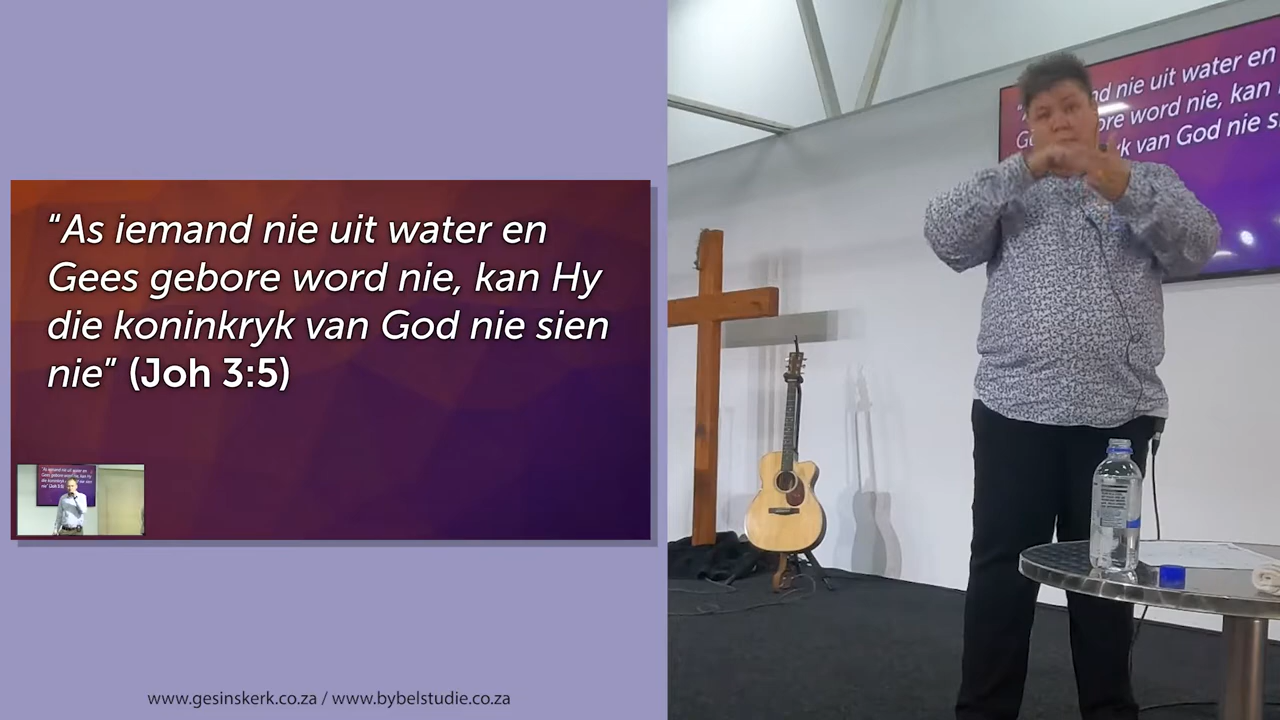 “As iemand nie uit water en
Gees gebore word nie, kan Hy
die koninkryk van God nie sien
nie” (Joh 3:5)
www.gesinskerk.co.za / www.bybelstudie.co.za
nie uit water en
word nie, kan
van God nie